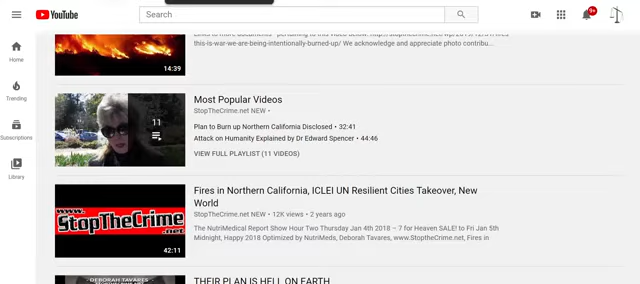 YouTube
Search
9+
Home
Trending
Subscriptions
Library
this-is-war-we-are-being-intentionally-burned-up/ We acknowledge and appreciate photo contribu...
14:39
11
Most Popular Videos
StopTheCrime.net NEW •
Plan to Burn up Northern California Disclosed • 32:41
Attack on Humanity Explained by Dr Edward Spencer • 44:46
VIEW FULL PLAYLIST (11 VIDEOS)
www.
StopTheCrime
.net
42:11
Fires in Northern California, ICLEI UN Resilient Cities Takeover, New
World
StopTheCrime.net NEW • 12K views • 2 years ago
The NutriMedical Report Show Hour Two Thursday Jan 4th 2018 – 7 for Heaven SALE! to Fri Jan 5th
Midnight, Happy 2018 Optimized by NutriMeds, Deborah Tavares, www.StoptheCrime.net, Fires in
DEBORAH TAVARES
THEIR PLAN IS HELL ON EARTH